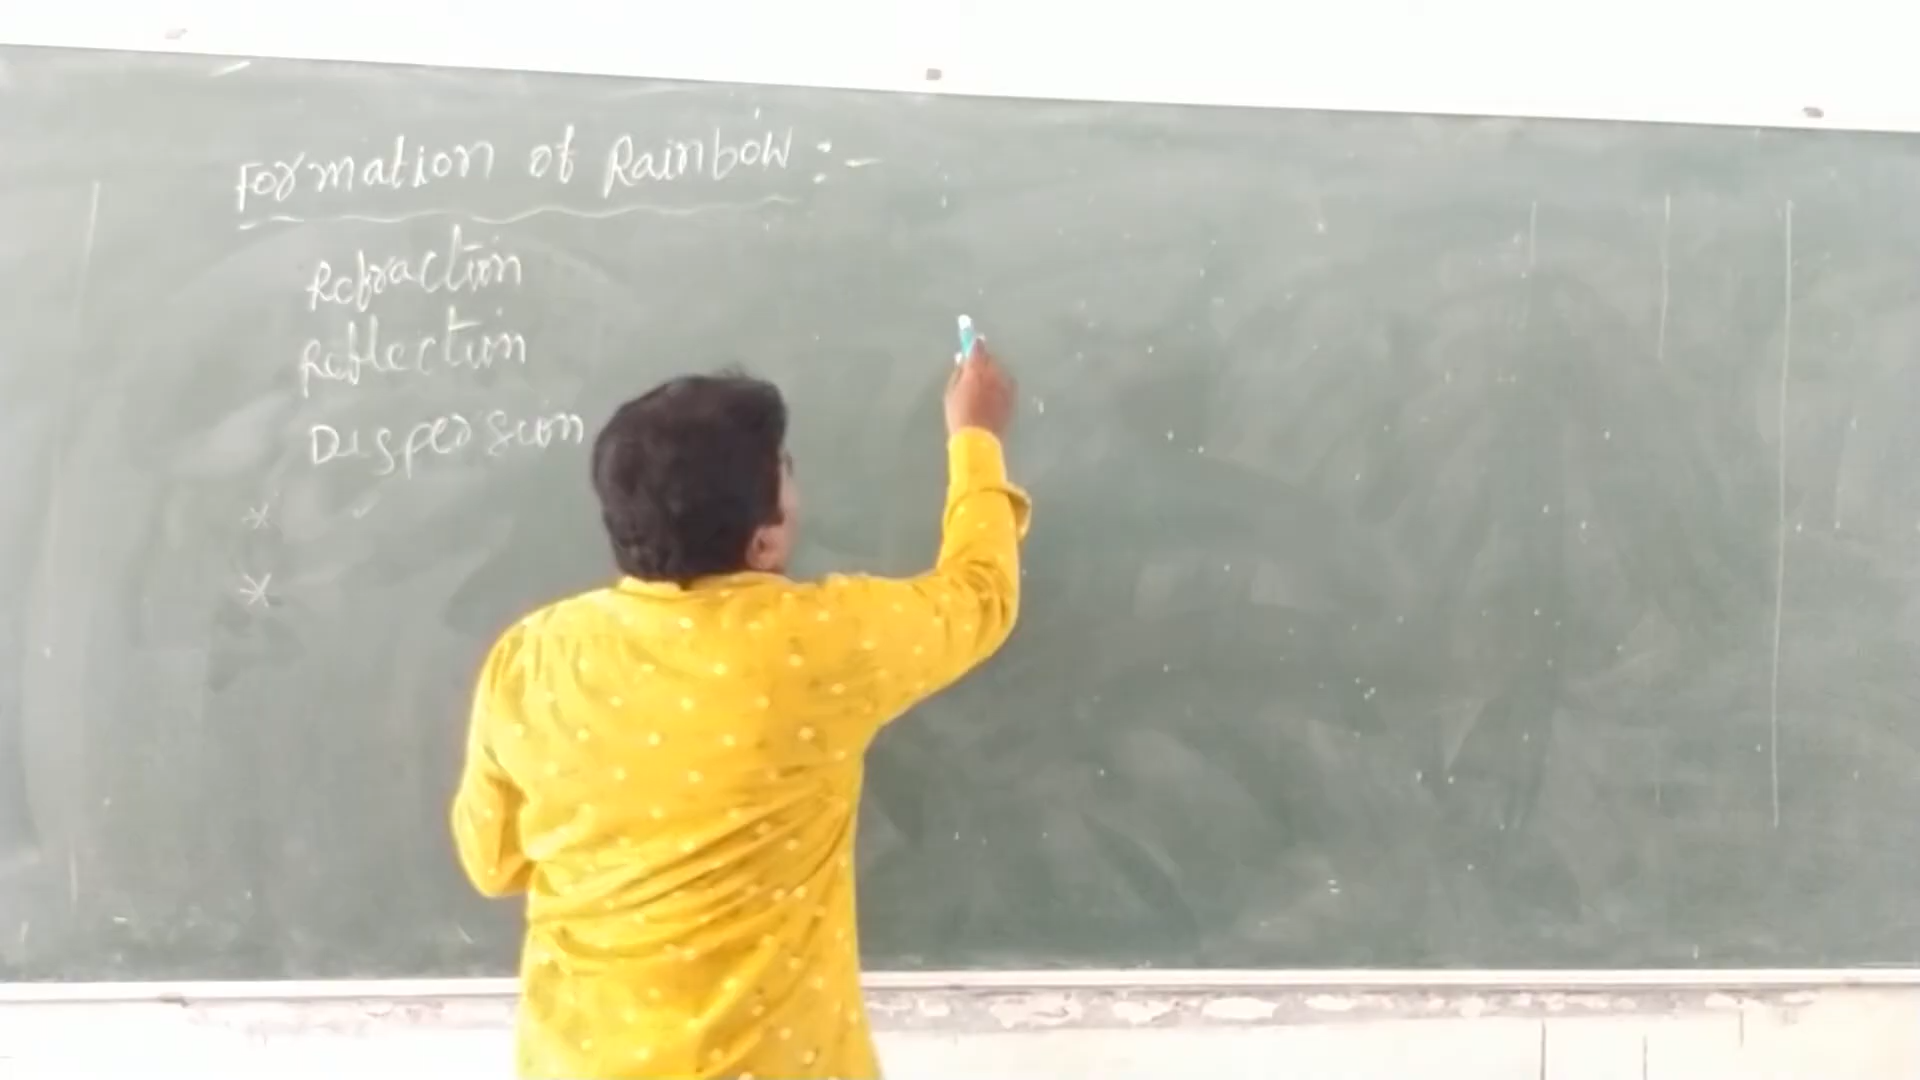 Formation of Rainbow :-
Refraction
Reflection
Dispersion
*
*